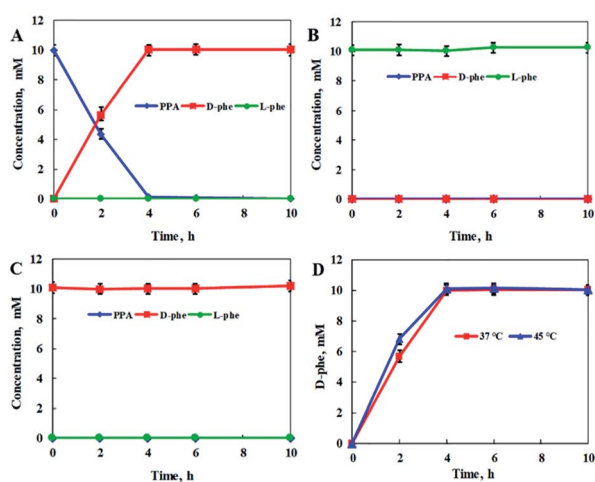 A
Concentration, mM
12
10
8
6
4
2
0
PPA D-phe L-phe
0 2 4 6 8 10
Time, h
B
Concentration, mM
12
10
8
6
4
2
0
PPA D-phe L-phe
0 2 4 6 8 10
Time, h
C
Concentration, mM
12
10
8
6
4
2
0
PPA D-phe L-phe
0 2 4 6 8 10
Time, h
D
D-phe, mM
12
10
8
6
4
2
0
37 °C 45 °C
0 2 4 6 8 10
Time, h